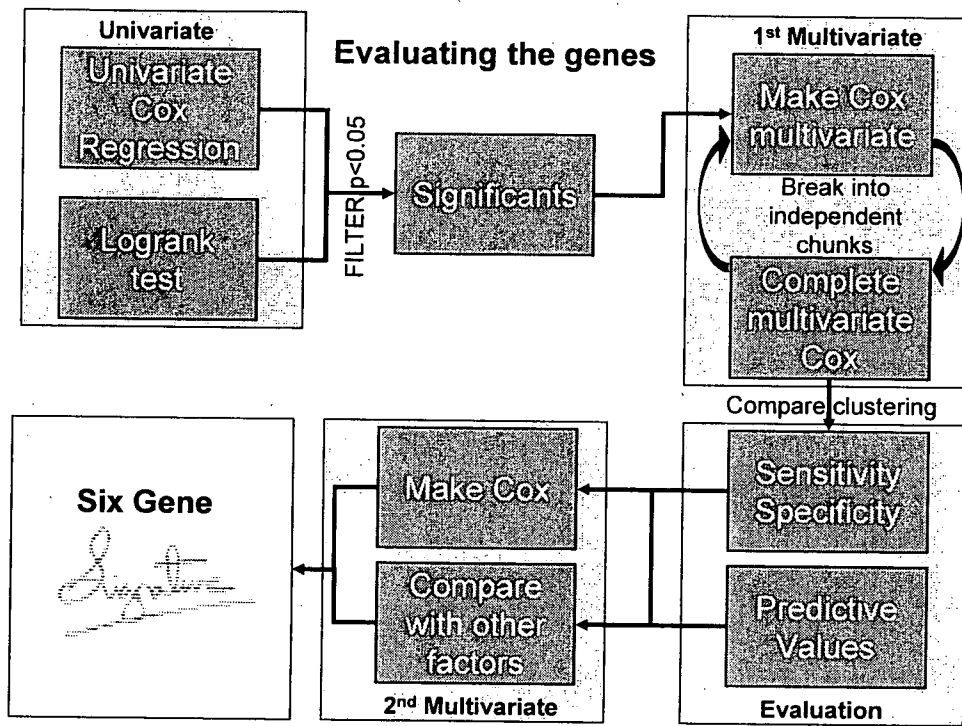 Univariate
Univariate
Cox
Regression
Logrank
test
Evaluating the genes
FILTER p<0.05
Significants
1st Multivariate
Make Cox
multivariate
Break into
independent
chunks
Complete
multivariate
Cox
Compare clustering
Sensitivity
Specificity
Predictive
Values
Evaluation
Make Cox
Compare
with other
factors
2nd Multivariate
Six Gene